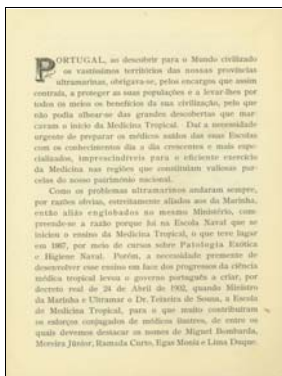 PORTUGAL, ao descobrir para o Mundo civilizado
os vastíssimos territórios das nossas províncias
ultramarinas, obrigava-se, pelos encargos que assim
contraía, a proteger as suas populações e a levar-lhes por
todos os meios os benefícios da sua civilização, pelo que
não podia alhear-se das grandes descobertas que mar-
cavam o início da Medicina Tropical. Daí a necessidade
urgente de preparar os médicos saídos das suas Escolas
com os conhecimentos dia a dia crescentes e mais espe-
cializados, imprescindíveis para o eficiente exercício
da Medicina nas regiões que constituíam valiosas par-
celas do nosso património nacional.
Como os problemas ultramarinos andaram sempre,
por razões óbvias, estreitamente aliados aos da Marinha,
então aliás englobados no mesmo Ministério, com-
preende-se a razão porque foi na Escola Naval que se
iniciou o ensino da Medicina Tropical, o que teve lugar
em 1887, por meio de cursos sobre Patologia Exótica
e Higiene Naval. Porém, a necessidade premente de
desenvolver esse ensino em face dos progressos da ciência
médica tropical levou o governo português a criar, por
decreto real de 24 de Abril de 1902, quando Ministro
da Marinha e Ultramar o Dr. Teixeira de Sousa, a Escola
de Medicina Tropical, para o que muito contribuíram
os esforços conjugados de médicos ilustres, de entre os
quais devemos destacar os nomes de Miguel Bombarda,
Moreira Júnior, Ramada Curto, Egas Moniz e Lima Duque.